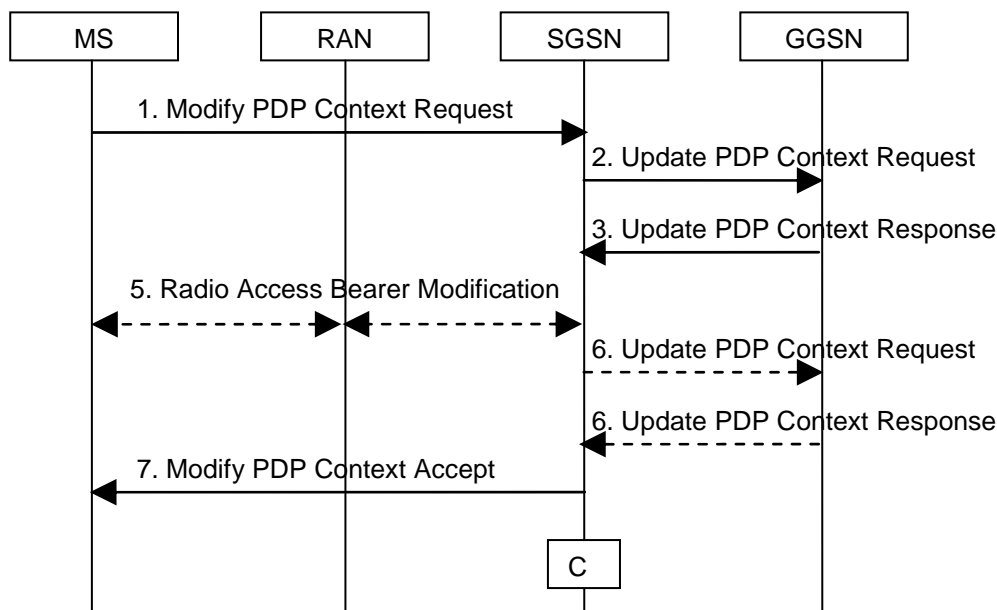 MS
RAN
SGSN
GGSN
1. Modify PDP Context Request
2. Update PDP Context Request
3. Update PDP Context Response
5. Radio Access Bearer Modification
6. Update PDP Context Request
6. Update PDP Context Response
7. Modify PDP Context Accept
C